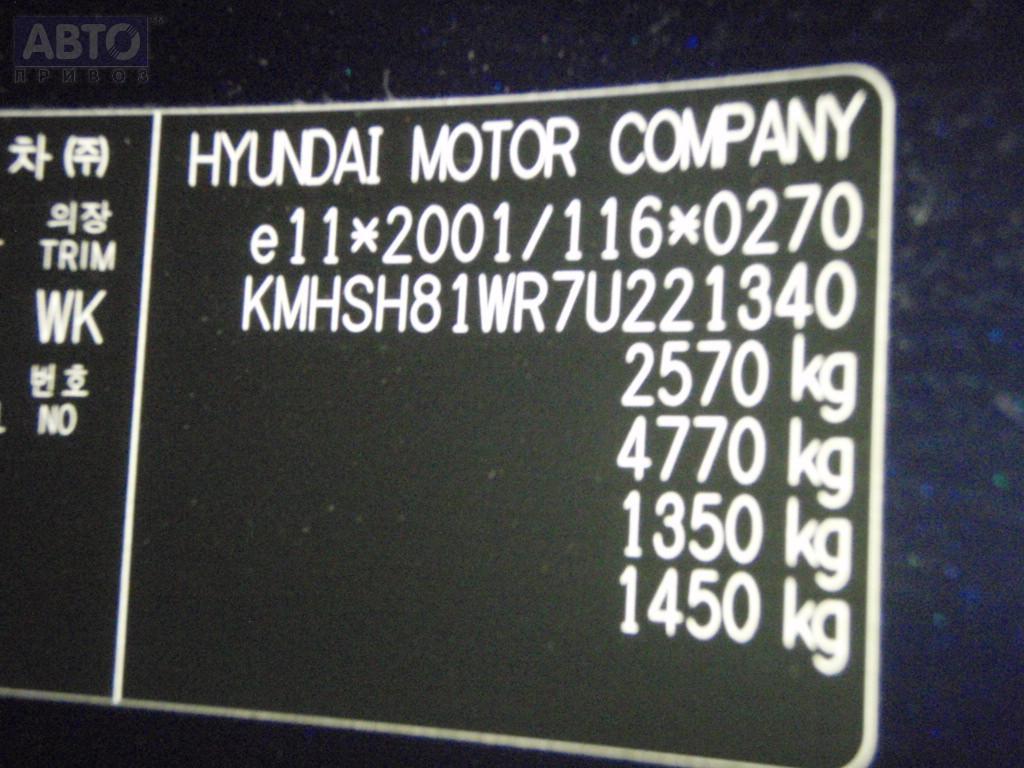 АВТО
ПРИВОЗ
차 (주)
HYUNDAI MOTOR COMPANY
의장
TRIM
e11*2001/116*0270
WK
KMHSH81WR7U221340
번호
NO
2570 kg
4770 kg
1350 kg
1450 kg